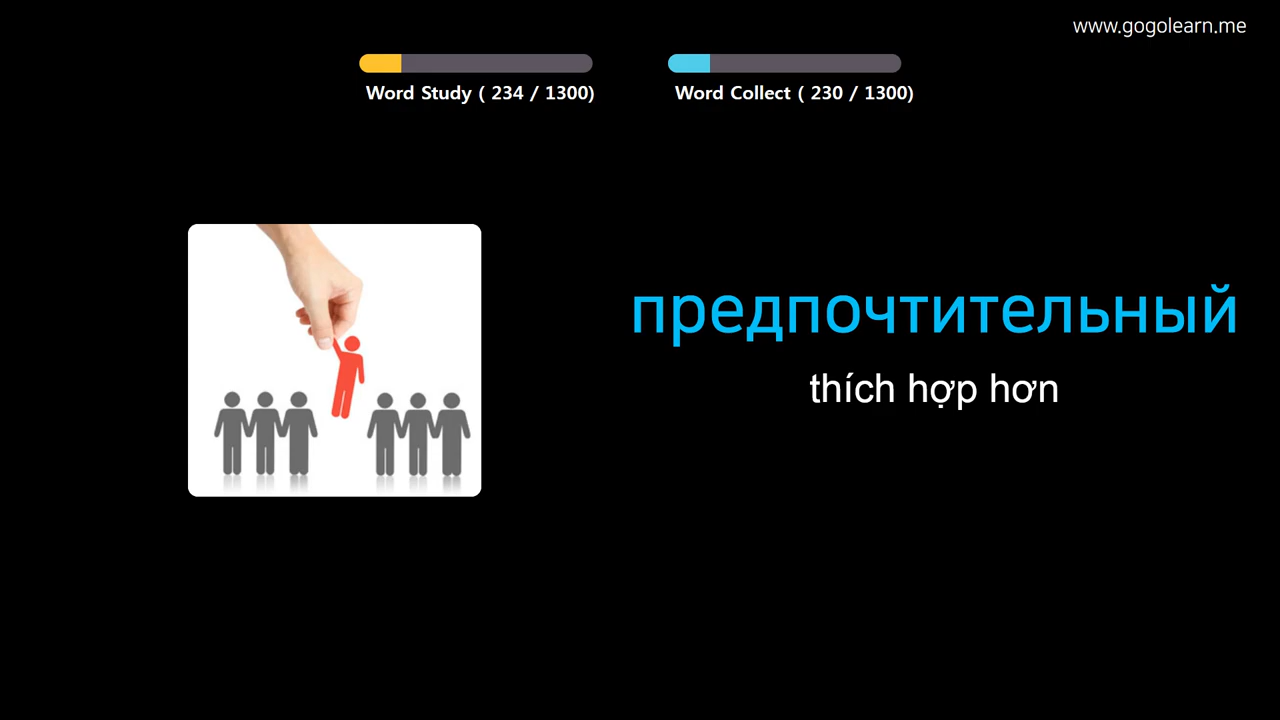 www.gogolearn.me
Word Study ( 234 / 1300)
Word Collect ( 230 / 1300)
предпочтительный
thích hợp hơn